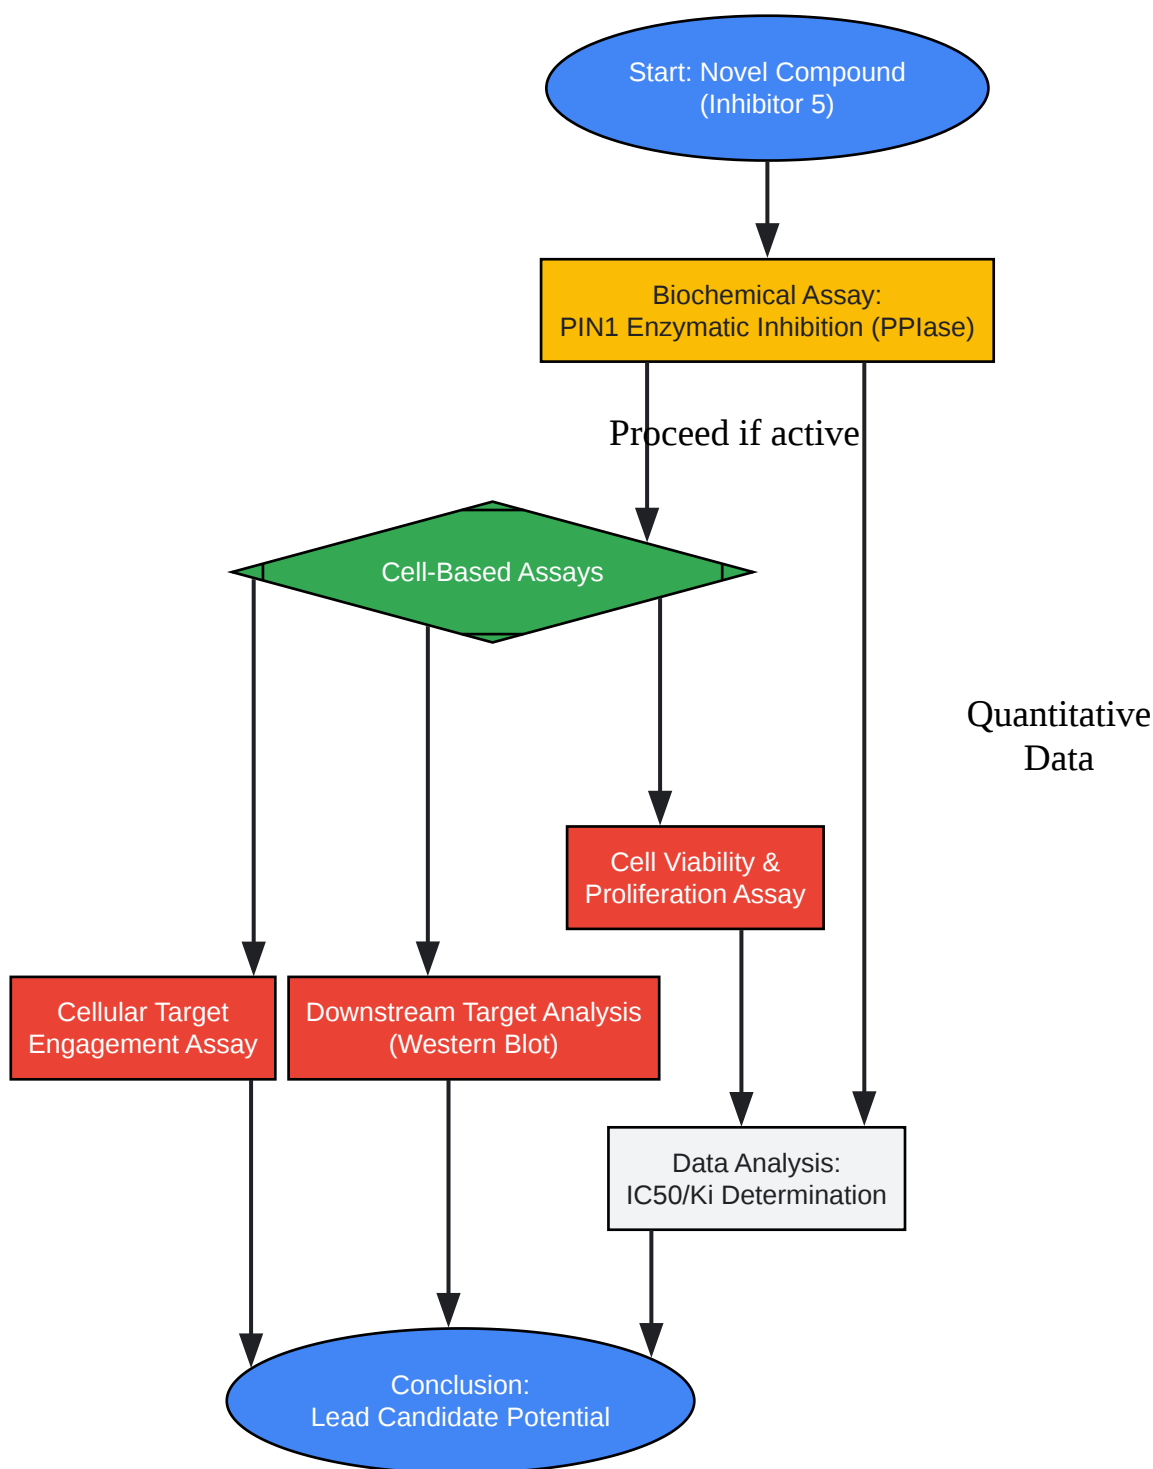 Start: Novel Compound
(Inhibitor 5)
Biochemical Assay:
PIN1 Enzymatic Inhibition (PPIase)
Proceed if active
Cell-Based Assays
Quantitative
Data
Cell Viability &
Proliferation Assay
Cellular Target
Engagement Assay
Downstream Target Analysis
(Western Blot)
Data Analysis:
IC50/Ki Determination
Conclusion:
Lead Candidate Potential